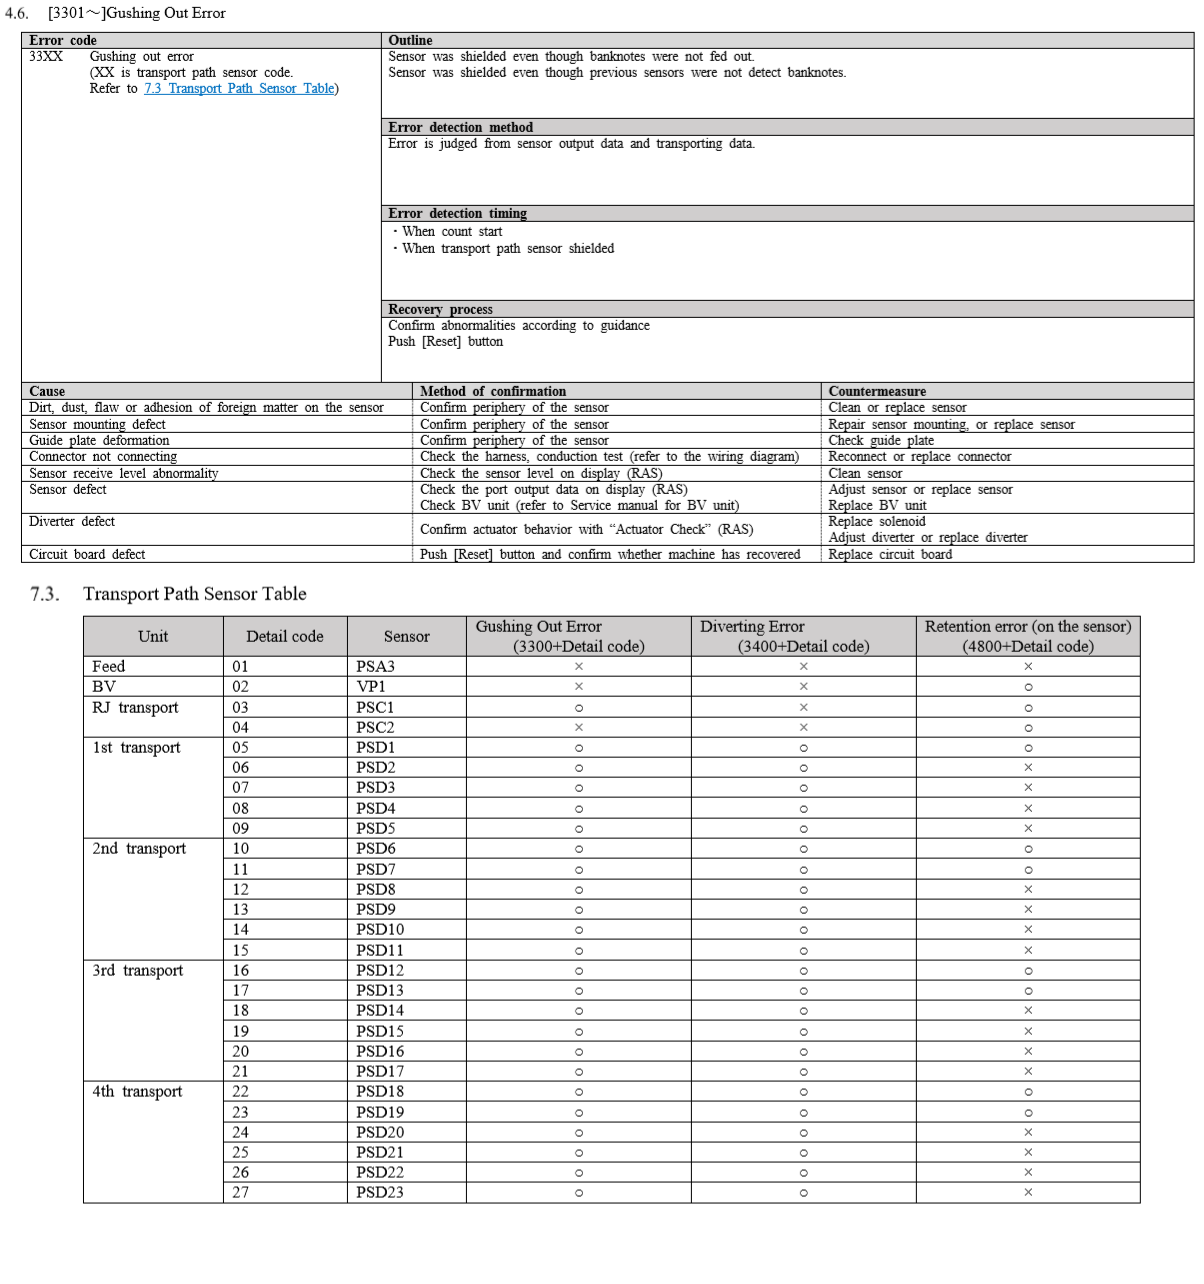 4.6. [3301～]Gushing Out Error
Error code Outline
33XX Gushing out error Sensor was shielded even though banknotes were not fed out.
(XX is transport path sensor code. Sensor was shielded even though previous sensors were not detect banknotes.
Refer to 7.3 Transport Path Sensor Table)
Error detection method
Error is judged from sensor output data and transporting data.
Error detection timing
・When count start
・When transport path sensor shielded
Recovery process
Confirm abnormalities according to guidance
Push [Reset] button
Cause Method of confirmation Countermeasure
Dirt, dust, flaw or adhesion of foreign matter on the sensor Confirm periphery of the sensor Clean or replace sensor
Sensor mounting defect Confirm periphery of the sensor Repair sensor mounting, or replace sensor
Guide plate deformation Confirm periphery of the sensor Check guide plate
Connector not connecting Check the harness, conduction test (refer to the wiring diagram) Reconnect or replace connector
Sensor receive level abnormality Check the sensor level on display (RAS) Clean sensor
Sensor defect Check the port output data on display (RAS) Adjust sensor or replace sensor
Check BV unit (refer to Service manual for BV unit) Replace BV unit
Diverter defect Confirm actuator behavior with “Actuator Check” (RAS) Replace solenoid
Adjust diverter or replace diverter
Circuit board defect Push [Reset] button and confirm whether machine has recovered Replace circuit board
7.3. Transport Path Sensor Table
Unit Detail code Sensor Gushing Out Error Diverting Error Retention error (on the sensor)
(3300+Detail code) (3400+Detail code) (4800+Detail code)
Feed 01 PSA3 × × ×
BV 02 VP1 × × ○
RJ transport 03 PSC1 ○ × ○
04 PSC2 × × ○
1st transport 05 PSD1 ○ ○ ○
06 PSD2 ○ ○ ×
07 PSD3 ○ ○ ×
08 PSD4 ○ ○ ×
09 PSD5 ○ ○ ×
2nd transport 10 PSD6 ○ ○ ○
11 PSD7 ○ ○ ○
12 PSD8 ○ ○ ×
13 PSD9 ○ ○ ×
14 PSD10 ○ ○ ×
15 PSD11 ○ ○ ×
3rd transport 16 PSD12 ○ ○ ○
17 PSD13 ○ ○ ○
18 PSD14 ○ ○ ×
19 PSD15 ○ ○ ×
20 PSD16 ○ ○ ×
21 PSD17 ○ ○ ×
4th transport 22 PSD18 ○ ○ ○
23 PSD19 ○ ○ ○
24 PSD20 ○ ○ ×
25 PSD21 ○ ○ ×
26 PSD22 ○ ○ ×
27 PSD23 ○ ○ ×